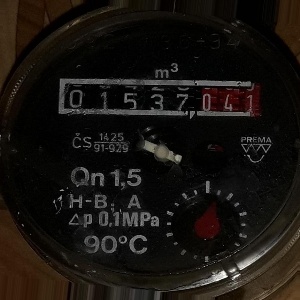 m³
01537,041
ČS 1425
91-929
PREMA
Qn 1,5
H-B, A
Δp 0,1MPa
90°C